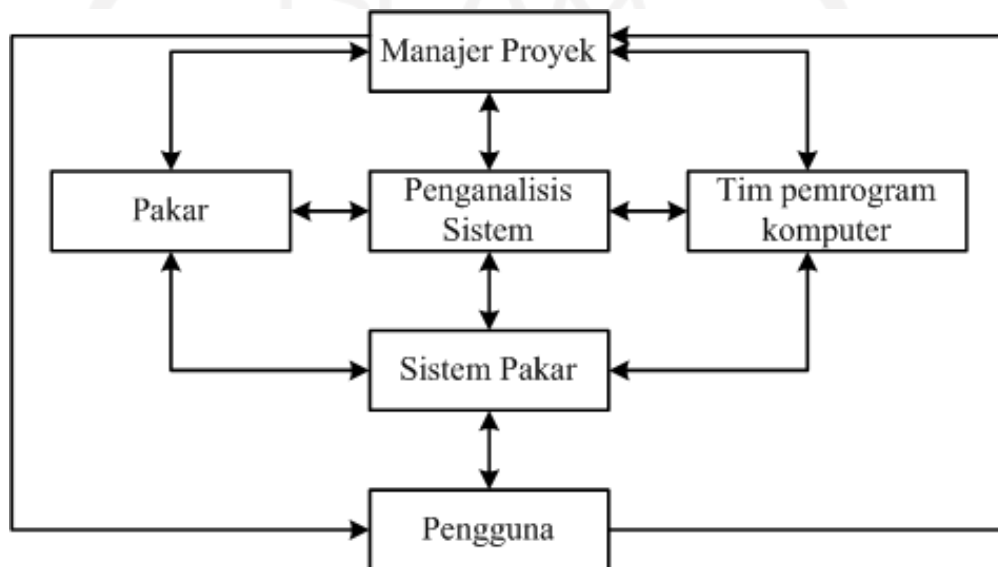 Manajer Proyek
Pakar
Penganalisis
Sistem
Tim pemrogram
komputer
Sistem Pakar
Pengguna